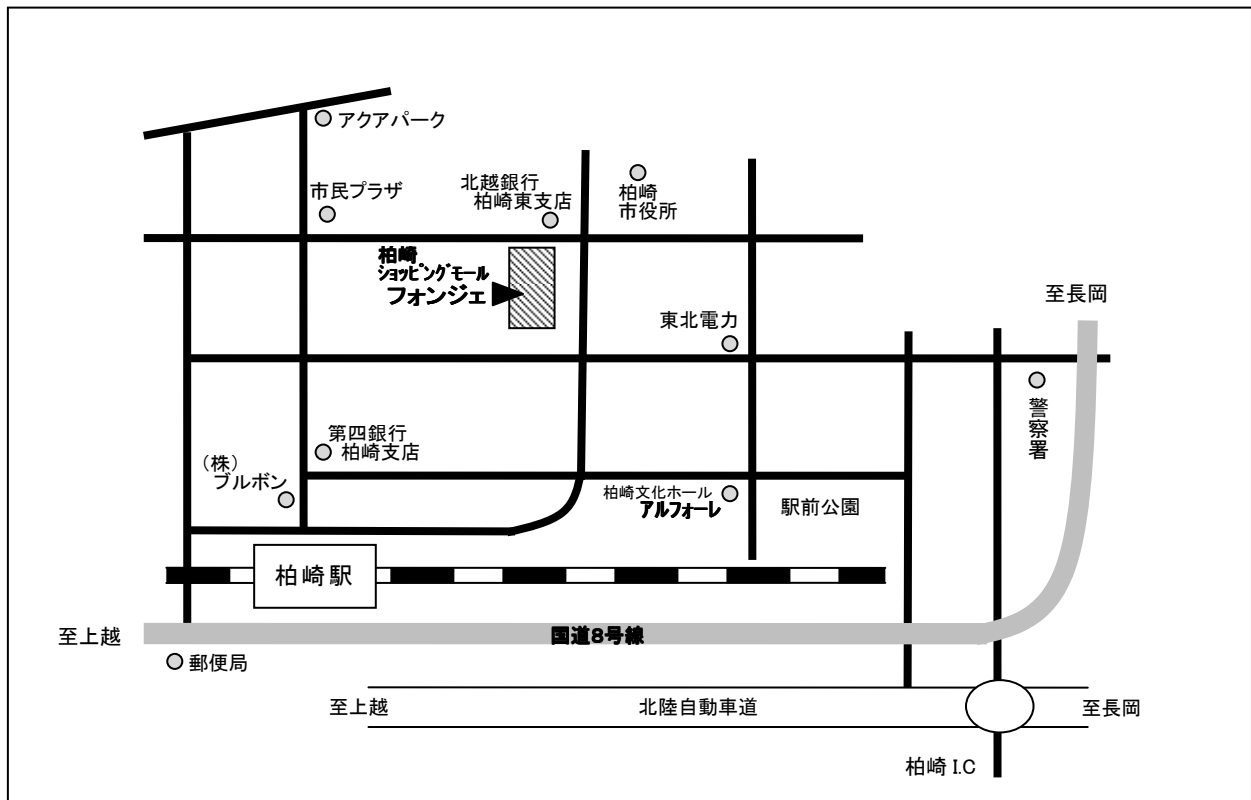 アクアパーク
市民プラザ
北越銀行
柏崎東支店
柏崎
市役所
柏崎
ショッピングモール
フォンジェ
至長岡
東北電力
警察署
第四銀行
柏崎支店
(株)
ブルボン
柏崎文化ホール
アルフォーレ
駅前公園
柏崎駅
至上越
国道8号線
郵便局
至上越
北陸自動車道
至長岡
柏崎 I.C